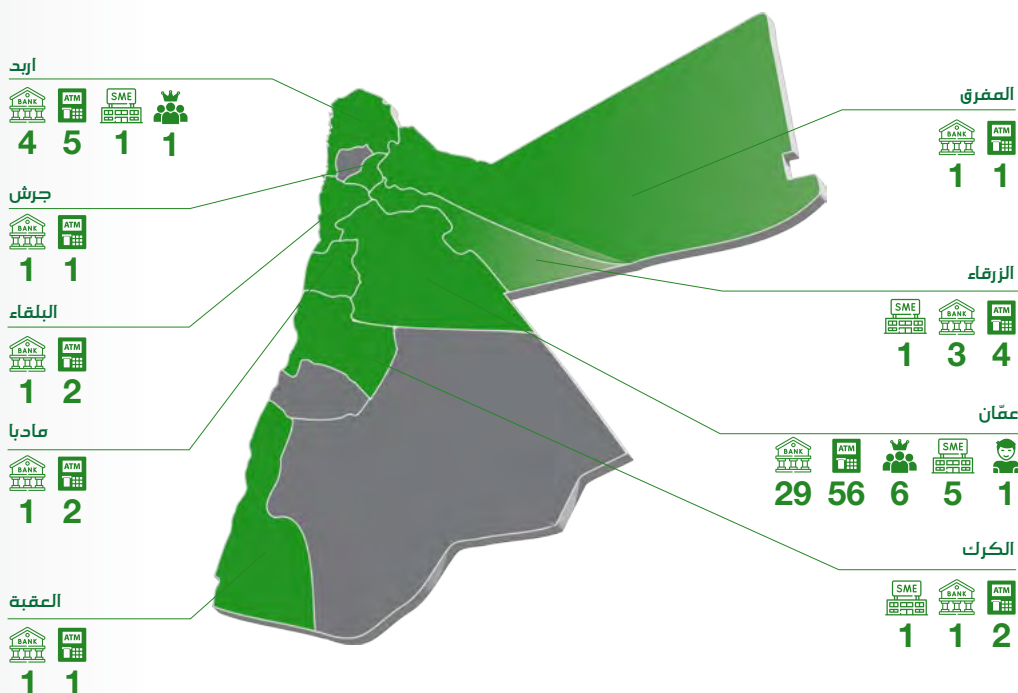 اربد
BANK ATM SME
4 5 1 1
جرش
BANK ATM
1 1
البلقاء
BANK ATM
1 2
مادبا
BANK ATM
1 2
العقبة
BANK ATM
1 1
المفرق
BANK ATM
1 1
الزرقاء
SME BANK ATM
1 3 4
عمّان
BANK ATM SME
29 56 6 5 1
الكرك
SME BANK ATM
1 1 2